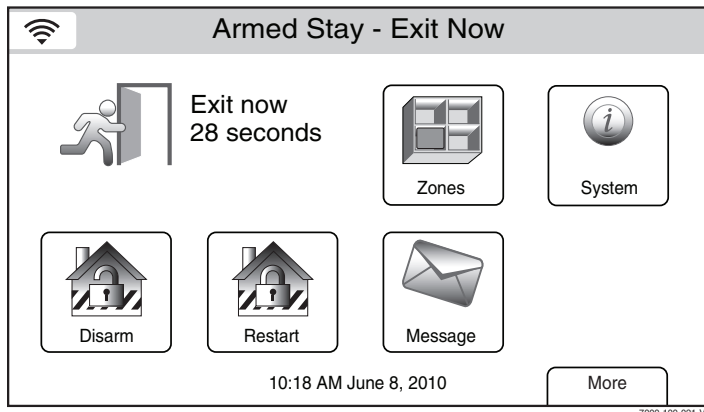 Armed Stay - Exit Now
Exit now
28 seconds
Zones
System
Disarm
Restart
Message
10:18 AM June 8, 2010
More